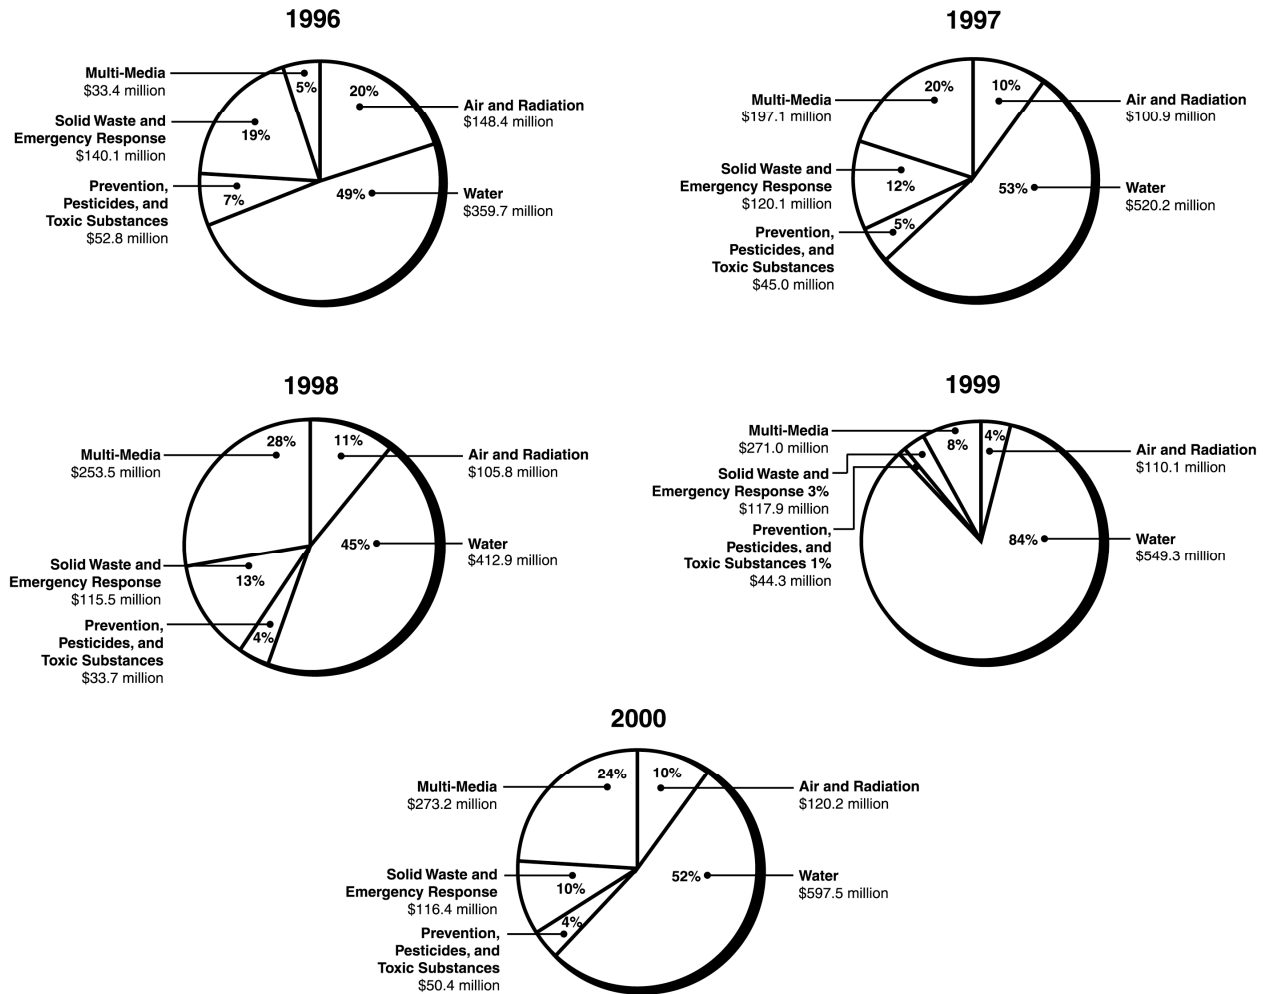 1996
Multi-Media
$33.4 million
5%
20%
Air and Radiation
$148.4 million
Solid Waste and
Emergency Response
$140.1 million
19%
Prevention,
Pesticides, and
Toxic Substances
$52.8 million
7%
49%
Water
$359.7 million
1997
Multi-Media
$197.1 million
20%
10%
Air and Radiation
$100.9 million
Solid Waste and
Emergency Response
$120.1 million
12%
53%
Water
$520.2 million
Prevention,
Pesticides, and
Toxic Substances
$45.0 million
5%
1998
Multi-Media
$253.5 million
28%
11%
Air and Radiation
$105.8 million
45%
Water
$412.9 million
Solid Waste and
Emergency Response
$115.5 million
13%
Prevention,
Pesticides, and
Toxic Substances
$33.7 million
4%
1999
Multi-Media
$271.0 million
8%
4%
Air and Radiation
$110.1 million
Solid Waste and
Emergency Response 3%
$117.9 million
Prevention,
Pesticides, and
Toxic Substances 1%
$44.3 million
84%
Water
$549.3 million
2000
Multi-Media
$273.2 million
24%
10%
Air and Radiation
$120.2 million
Solid Waste and
Emergency Response
$116.4 million
10%
52%
Water
$597.5 million
Prevention,
Pesticides, and
Toxic Substances
$50.4 million
4%